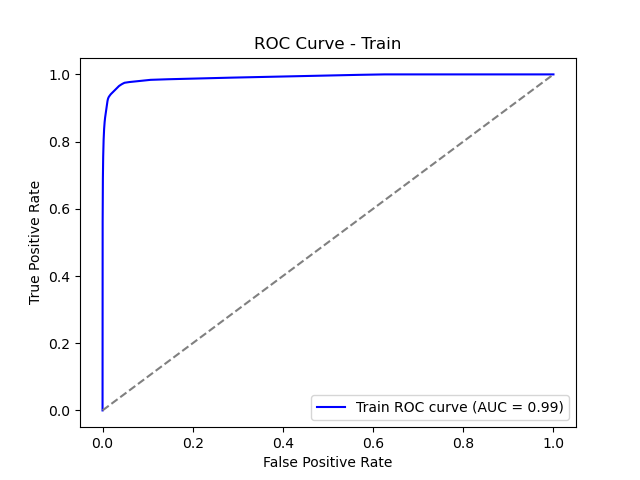 ROC Curve - Train
True Positive Rate
1.0
0.8
0.6
0.4
0.2
0.0
Train ROC curve (AUC = 0.99)
0.0 0.2 0.4 0.6 0.8 1.0
False Positive Rate